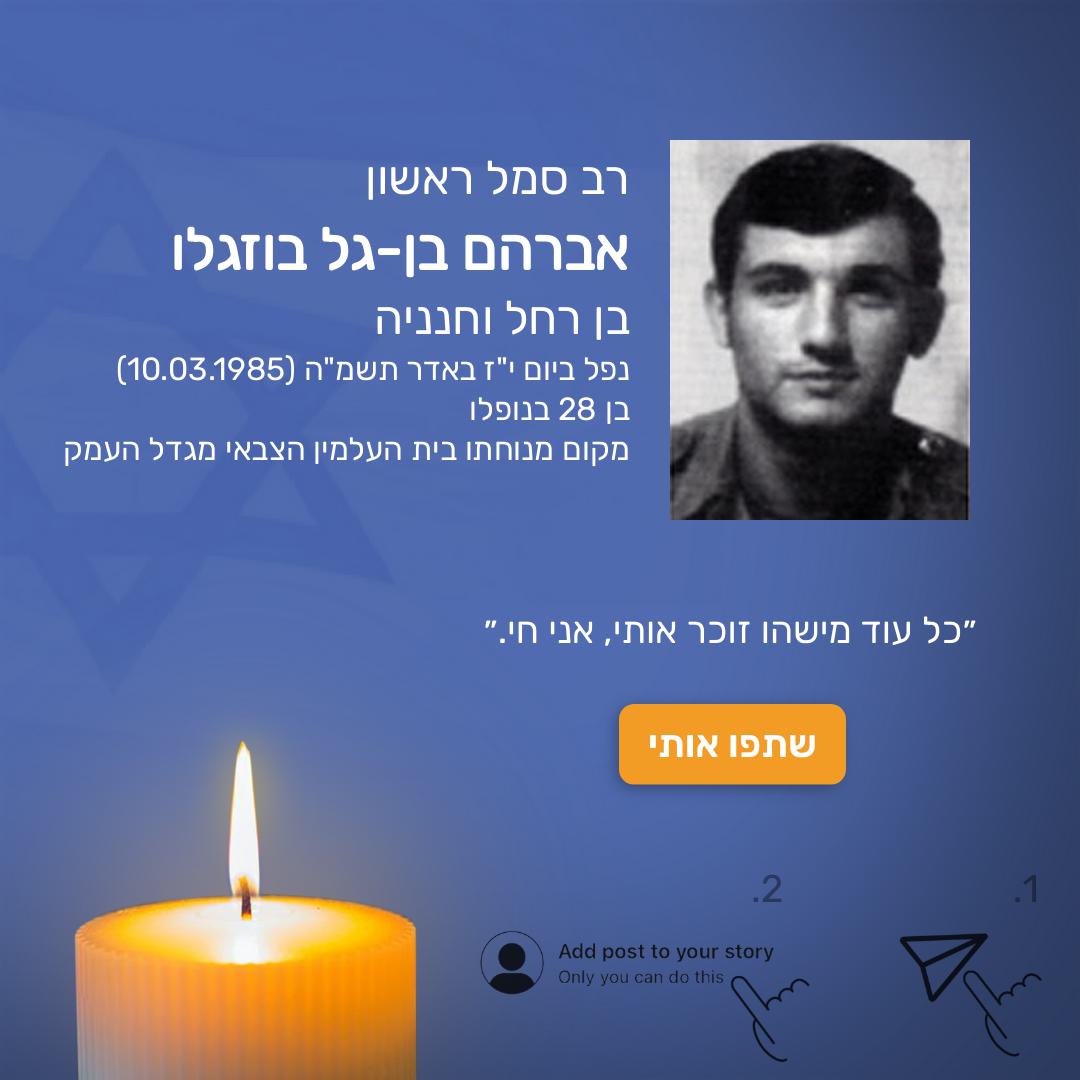 רב סמל ראשון
אברהם בן-גל בוזגלו
בן רחל וחנניה
נפל ביום י"ז באדר תשמ"ה (10.03.1985)
בן 28 בנופלו
מקום מנוחתו בית העלמין הצבאי מגדל העמק
״כל עוד מישהו זוכר אותי, אני חי.״
שתפו אותי
.1
.2
Add post to your story
Only you can do this